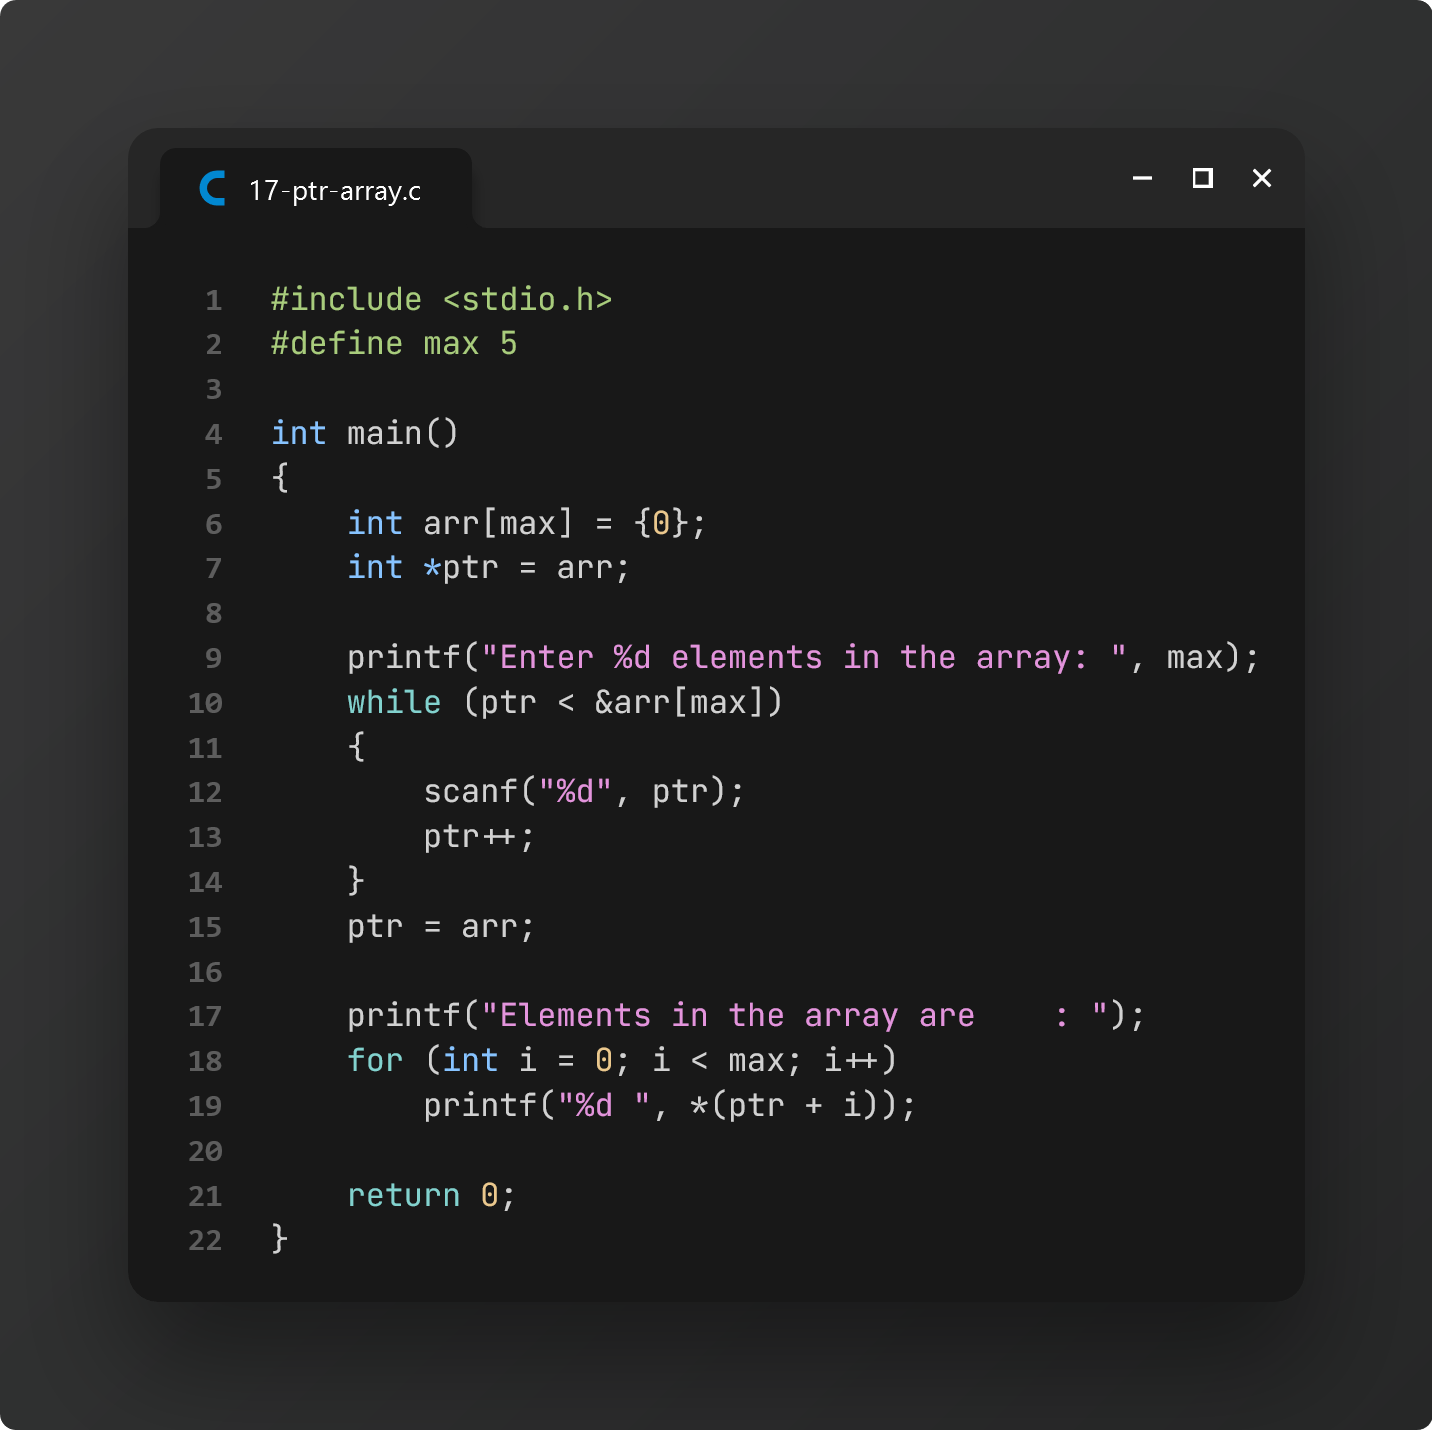 17-ptr-array.c
1 #include <stdio.h>
2 #define max 5
3
4 int main()
5 {
6     int arr[max] = {0};
7     int *ptr = arr;
8
9     printf("Enter %d elements in the array: ", max);
10     while (ptr < &arr[max])
11     {
12         scanf("%d", ptr);
13         ptr++;
14     }
15     ptr = arr;
16
17     printf("Elements in the array are    : ");
18     for (int i = 0; i < max; i++)
19         printf("%d ", *(ptr + i));
20
21     return 0;
22 }